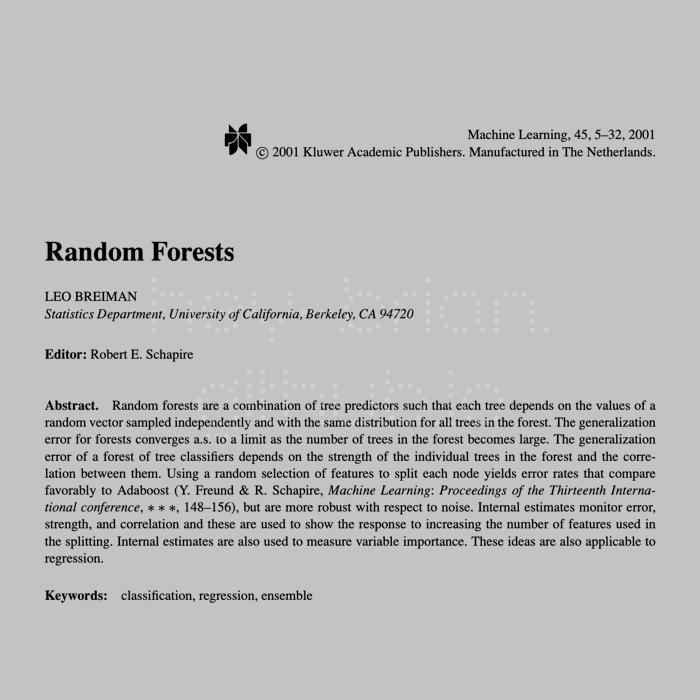 Machine Learning, 45, 5–32, 2001
© 2001 Kluwer Academic Publishers. Manufactured in The Netherlands.
Random Forests
LEO BREIMAN
Statistics Department, University of California, Berkeley, CA 94720
hey brian.
Editor: Robert E. Schapire
Abstract. Random forests are a combination of tree predictors such that each tree depends on the values of a
random vector sampled independently and with the same distribution for all trees in the forest. The generalization
error for forests converges a.s. to a limit as the number of trees in the forest becomes large. The generalization
error of a forest of tree classifiers depends on the strength of the individual trees in the forest and the corre-
lation between them. Using a random selection of features to split each node yields error rates that compare
favorably to Adaboost (Y. Freund & R. Schapire, Machine Learning: Proceedings of the Thirteenth Interna-
tional conference, ∗ ∗ ∗, 148–156), but are more robust with respect to noise. Internal estimates monitor error,
strength, and correlation and these are used to show the response to increasing the number of features used in
the splitting. Internal estimates are also used to measure variable importance. These ideas are also applicable to
regression.
Keywords: classification, regression, ensemble